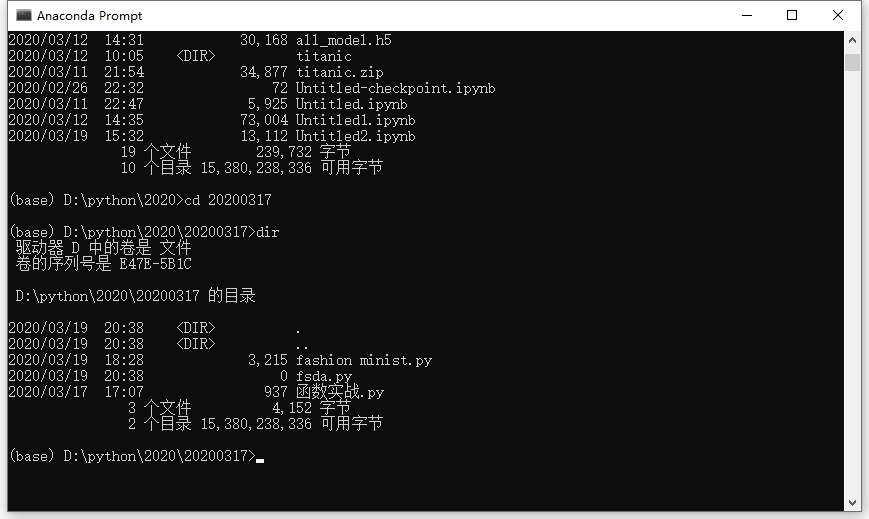 Anaconda Prompt
2020/03/12  14:31            30,168 all_model.h5
2020/03/12  10:05    <DIR>          titanic
2020/03/11  21:54            34,877 titanic.zip
2020/02/26  22:32                72 Untitled-checkpoint.ipynb
2020/03/11  22:47             5,925 Untitled.ipynb
2020/03/12  14:35            73,004 Untitled1.ipynb
2020/03/19  15:32            13,112 Untitled2.ipynb
              19 个文件        239,732 字节
              10 个目录 15,380,238,336 可用字节
(base) D:\python\2020>cd 20200317
(base) D:\python\2020\20200317>dir
 驱动器 D 中的卷是 文件
 卷的序列号是 E47E-5B1C
 D:\python\2020\20200317 的目录
2020/03/19  20:38    <DIR>          .
2020/03/19  20:38    <DIR>          ..
2020/03/19  18:28             3,215 fashion minist.py
2020/03/19  20:38                 0 fsda.py
2020/03/17  17:07               937 函数实战.py
               3 个文件          4,152 字节
               2 个目录 15,380,238,336 可用字节
(base) D:\python\2020\20200317>